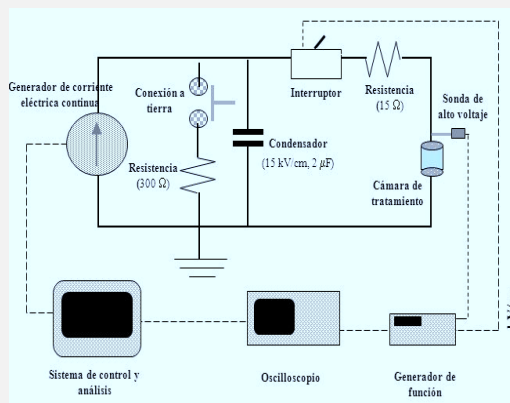 Generador de corriente
eléctrica continua
Conexión a
tierra
Interruptor
Resistencia
(15 Ω)
Sonda de
alto voltaje
Resistencia
(300 Ω)
Condensador
(15 kV/cm, 2 µF)
Cámara de
tratamiento
Sistema de control y
análisis
Oscilloscopio
Generador de
función